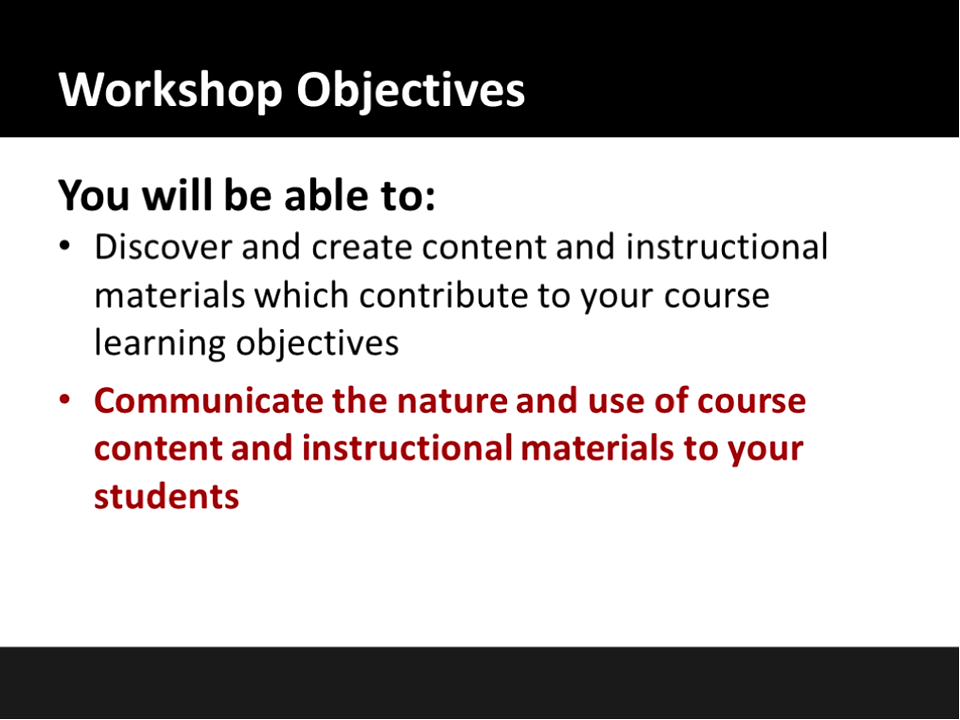 Workshop Objectives
You will be able to:
• Discover and create content and instructional
materials which contribute to your course
learning objectives
• Communicate the nature and use of course
content and instructional materials to your
students